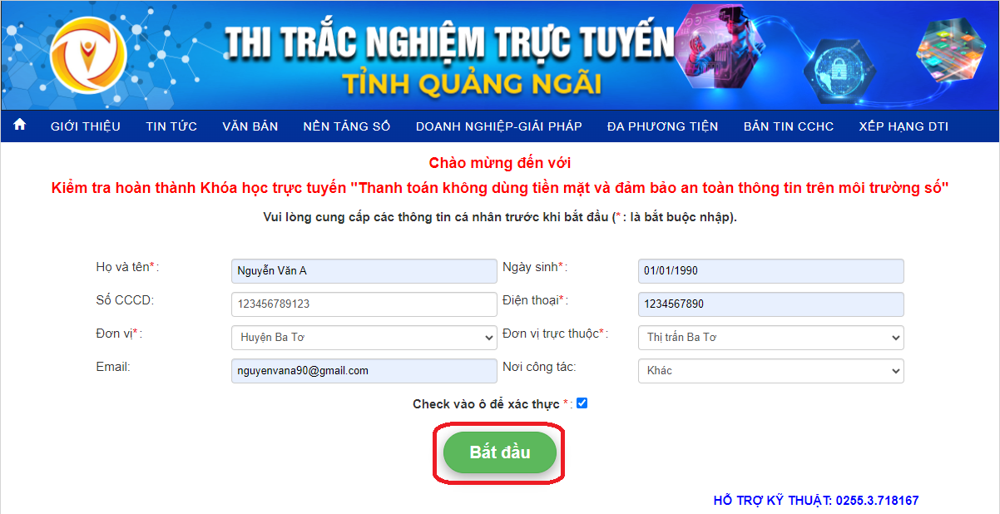 THI TRẮC NGHIỆM TRỰC TUYẾN
TỈNH QUẢNG NGÃI
GIỚI THIỆU TIN TỨC VĂN BẢN NỀN TẢNG SỐ DOANH NGHIỆP-GIẢI PHÁP ĐA PHƯƠNG TIỆN BẢN TIN CCHC XẾP HẠNG DTI
Chào mừng đến với
Kiểm tra hoàn thành Khóa học trực tuyến "Thanh toán không dùng tiền mặt và đảm bảo an toàn thông tin trên môi trường số"
Vui lòng cung cấp các thông tin cá nhân trước khi bắt đầu (*: là bắt buộc nhập).
Họ và tên*: Nguyễn Văn A Ngày sinh*: 01/01/1990
Số CCCD: 123456789123 Điện thoại*: 1234567890
Đơn vị*: Huyện Ba Tơ Đơn vị trực thuộc*: Thị trấn Ba Tơ
Email: nguyenvana90@gmail.com Nơi công tác: Khác
Check vào ô để xác thực *:
Bắt đầu
HỖ TRỢ KỸ THUẬT: 0255.3.718167